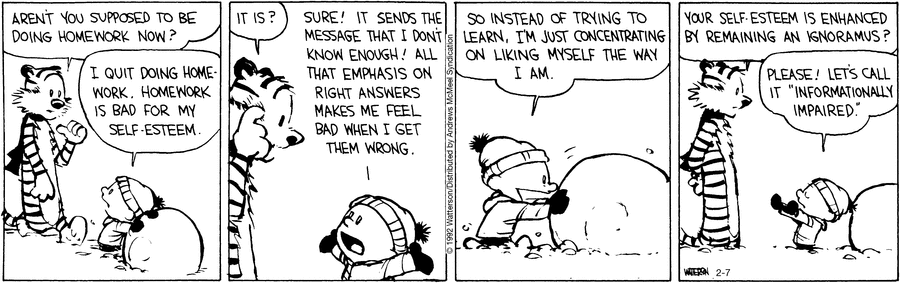 AREN'T YOU SUPPOSED TO BE
DOING HOMEWORK NOW?
I QUIT DOING HOME-
WORK. HOMEWORK
IS BAD FOR MY
SELF-ESTEEM.
IT IS?
SURE! IT SENDS THE
MESSAGE THAT I DON'T
KNOW ENOUGH! ALL
THAT EMPHASIS ON
RIGHT ANSWERS
MAKES ME FEEL
BAD WHEN I GET
THEM WRONG.
© 1992 Watterson/Distributed by Andrews McMeel Syndication
SO INSTEAD OF TRYING TO
LEARN, I'M JUST CONCENTRATING
ON LIKING MYSELF THE WAY
I AM.
YOUR SELF-ESTEEM IS ENHANCED
BY REMAINING AN IGNORAMUS?
PLEASE! LET'S CALL
IT "INFORMATIONALLY
IMPAIRED."
WATTERSON 2-7